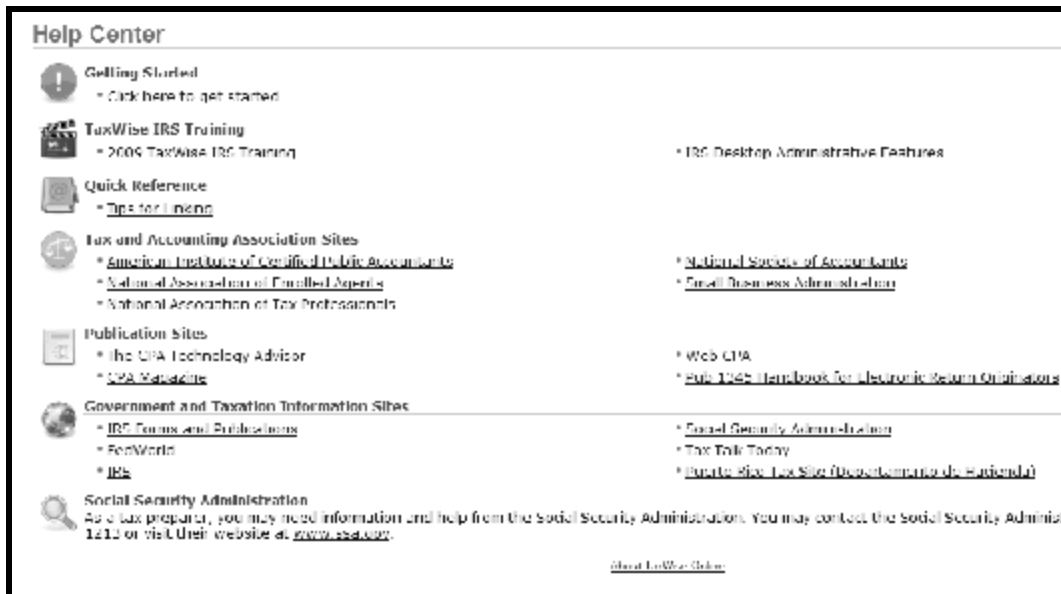 Help Center
Getting Started
* Click here to get started
TaxWise IRS Training
* 2009 TaxWise IRS Training
* IRS Desktop Administrative Features
Quick Reference
* Tips for Linking
Tax and Accounting Association Sites
* American Institute of Certified Public Accountants
* National Society of Accountants
* National Association of Enrolled Agents
* Small Business Administration
* National Association of Tax Professionals
Publication Sites
* The CPA Technology Advisor
* Web CPA
* CPA Magazine
* Pub 1345 Handbook for Electronic Return Originators
Government and Taxation Information Sites
* IRS Forms and Publications
* Social Security Administration
* FedWorld
* Tax Talk Today
* IRS
* Puerto Rico Tax Site (Departamento de Hacienda)
Social Security Administration
As a tax preparer, you may need information and help from the Social Security Administration. You may contact the Social Security Adminis
1213 or visit their website at www.ssa.gov.
About TaxWise Online